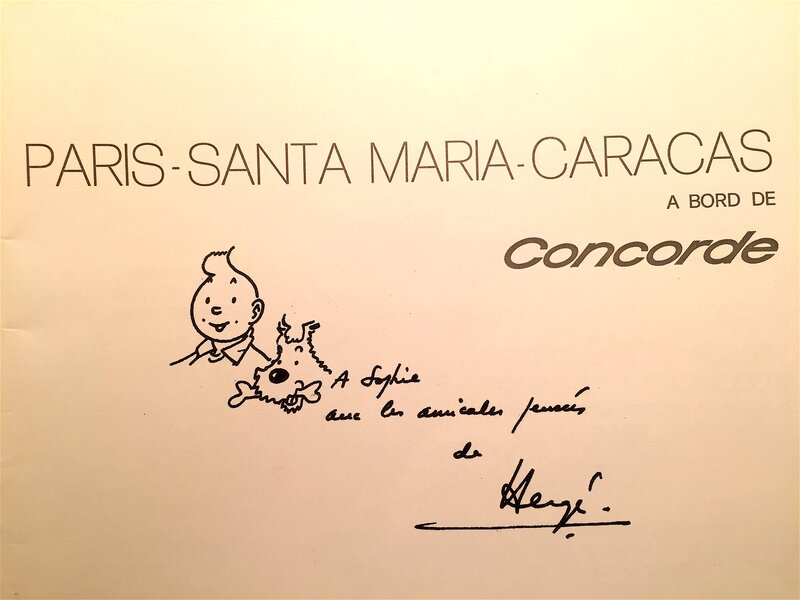 PARIS-SANTA MARIA-CARACAS
A BORD DE
Concorde
A Sophie
avec les amicales pensées
de
Hergé.